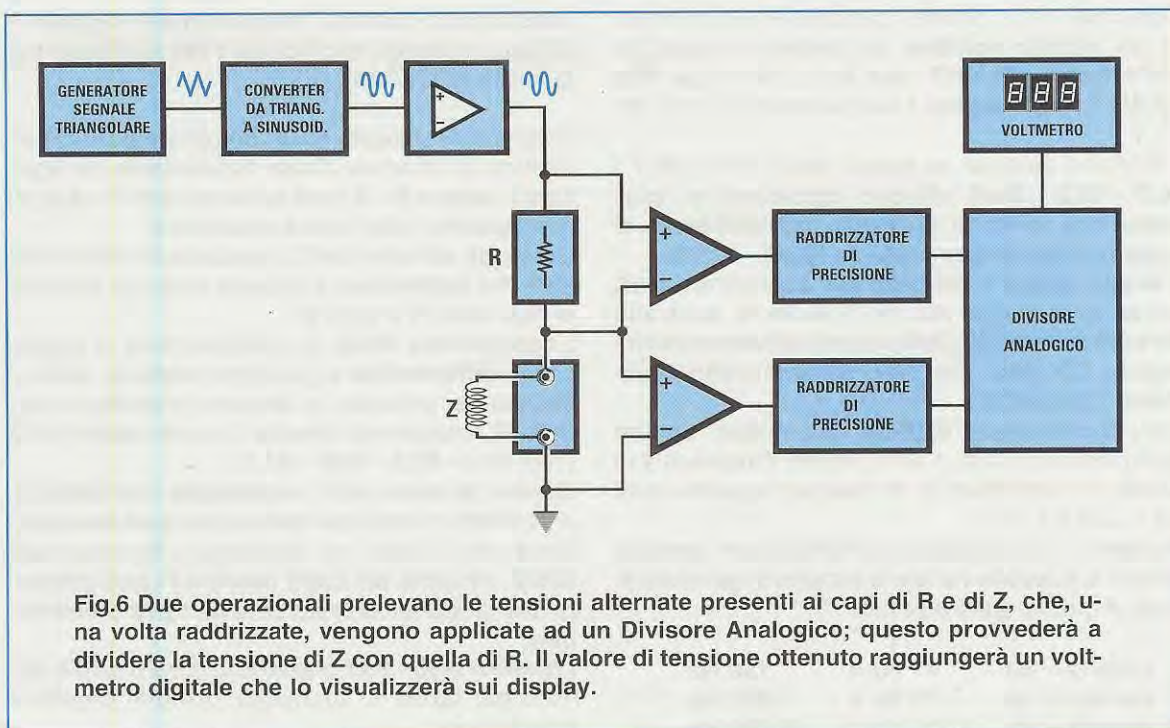 GENERATORE
SEGNALE
TRIANGOLARE
CONVERTER
DA TRIANG.
A SINUSOID.
+
−
888
VOLTMETRO
R
+
−
RADDRIZZATORE
DI
PRECISIONE
DIVISORE
ANALOGICO
Z
+
−
RADDRIZZATORE
DI
PRECISIONE
Fig.6 Due operazionali prelevano le tensioni alternate presenti ai capi di R e di Z, che, u-
na volta raddrizzate, vengono applicate ad un Divisore Analogico; questo provvederà a
dividere la tensione di Z con quella di R. Il valore di tensione ottenuto raggiungerà un volt-
metro digitale che lo visualizzerà sui display.